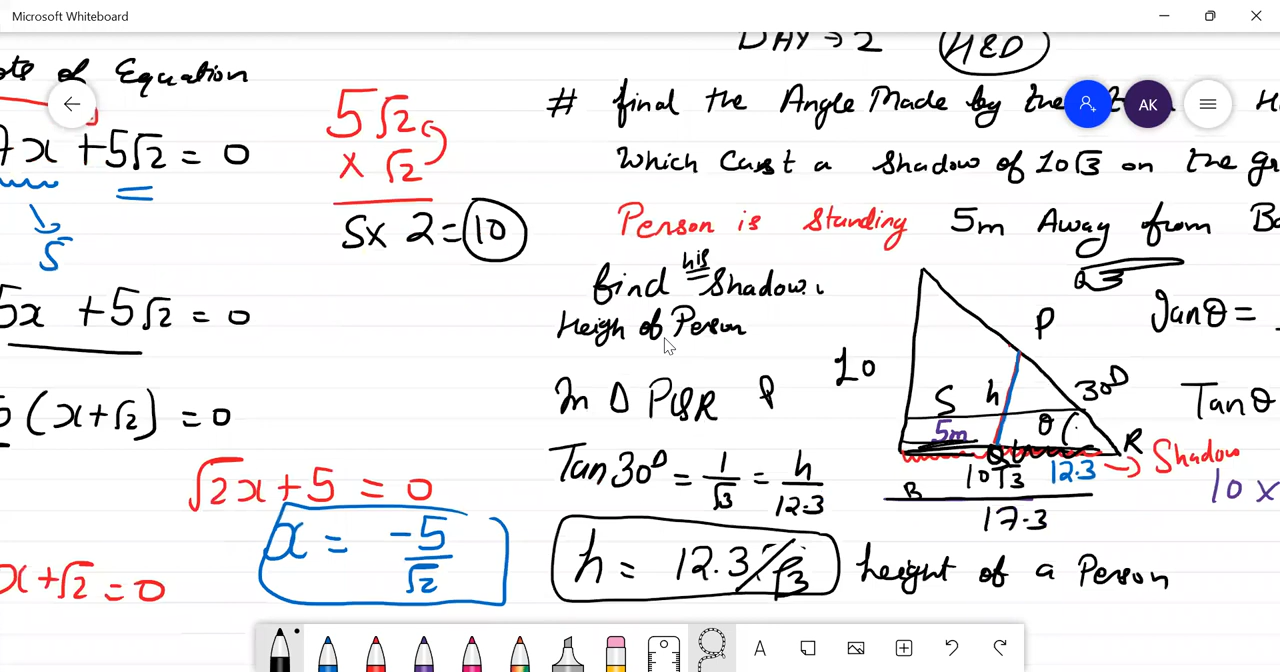 Microsoft Whiteboard
DAY → 2 H&D
of Equation
7x + 5√2 = 0
5
5x + 5√2 = 0
(x+√2) = 0
√2x + 5 = 0
x = -5/√2
x + √2 = 0
5√2
x √2
5 x 2 = 10
# find the Angle Made by the
Which Cast a Shadow of 10√3 on the
Person is Standing 5m Away from
find his Shadow.
Heigh of Person
AK
In Δ PQR
Tan 30° = 1/√3 = h/12.3
h = 12.3/√3 height of a Person
10
P
S h 30°
5m θ R
Q
B 10√3 12.3 → Shadow
17.3
Tanθ =
Tanθ
10 x
A